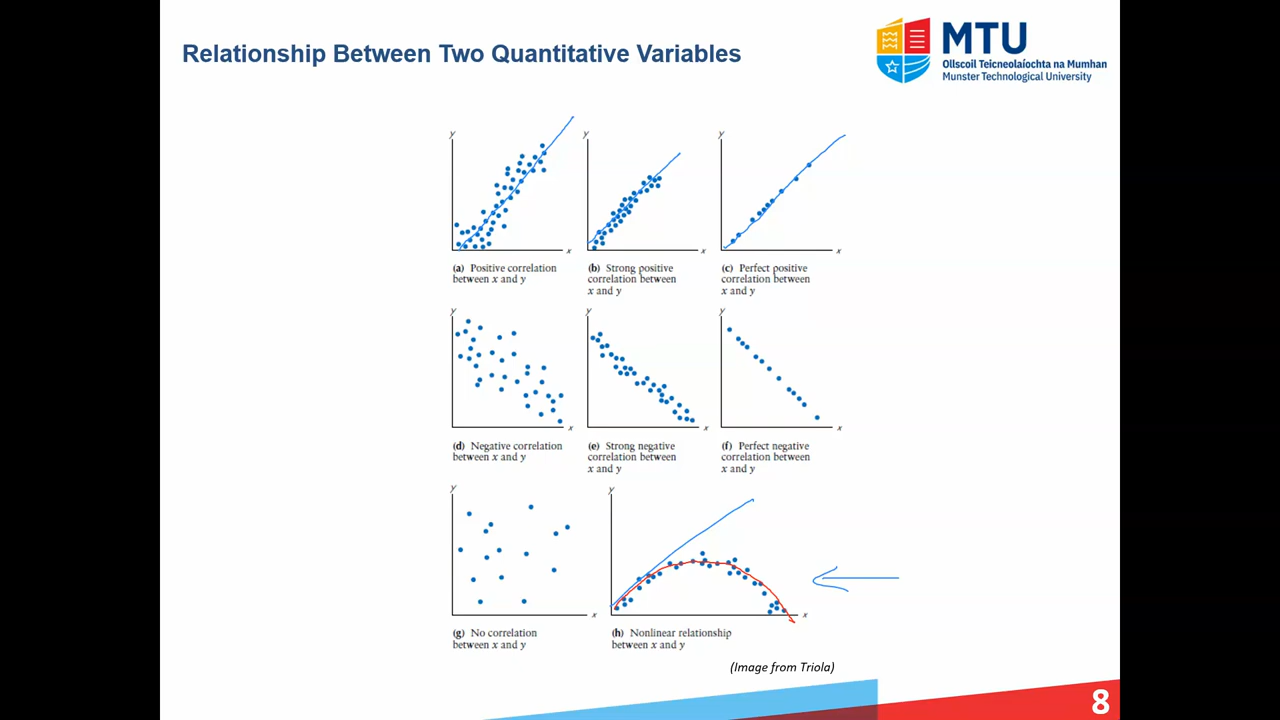 Relationship Between Two Quantitative Variables
MTU
Ollscoil Teicneolaíochta na Mumhan
Munster Technological University
y
x
(a) Positive correlation
between x and y
y
x
(b) Strong positive
correlation between
x and y
y
x
(c) Perfect positive
correlation between
x and y
y
x
(d) Negative correlation
between x and y
y
x
(e) Strong negative
correlation between
x and y
y
x
(f) Perfect negative
correlation between
x and y
y
x
(g) No correlation
between x and y
y
x
(h) Nonlinear relationship
between x and y
(Image from Triola)
8